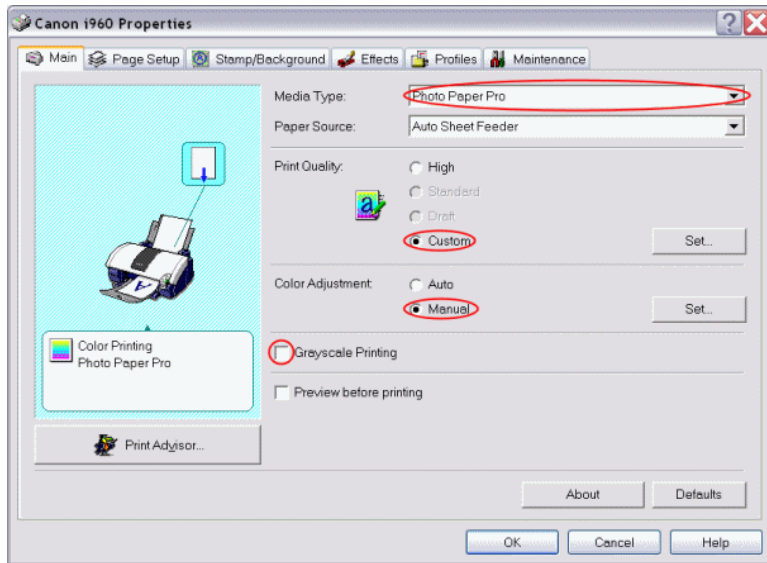 Canon i960 Properties
Main Page Setup Stamp/Background Effects Profiles Maintenance
Media Type: Photo Paper Pro
Paper Source: Auto Sheet Feeder
Print Quality: High
Standard
Draft
Custom Set...
Color Adjustment: Auto
Manual Set...
Color Printing
Photo Paper Pro
Grayscale Printing
Preview before printing
Print Advisor...
About Defaults
OK Cancel Help